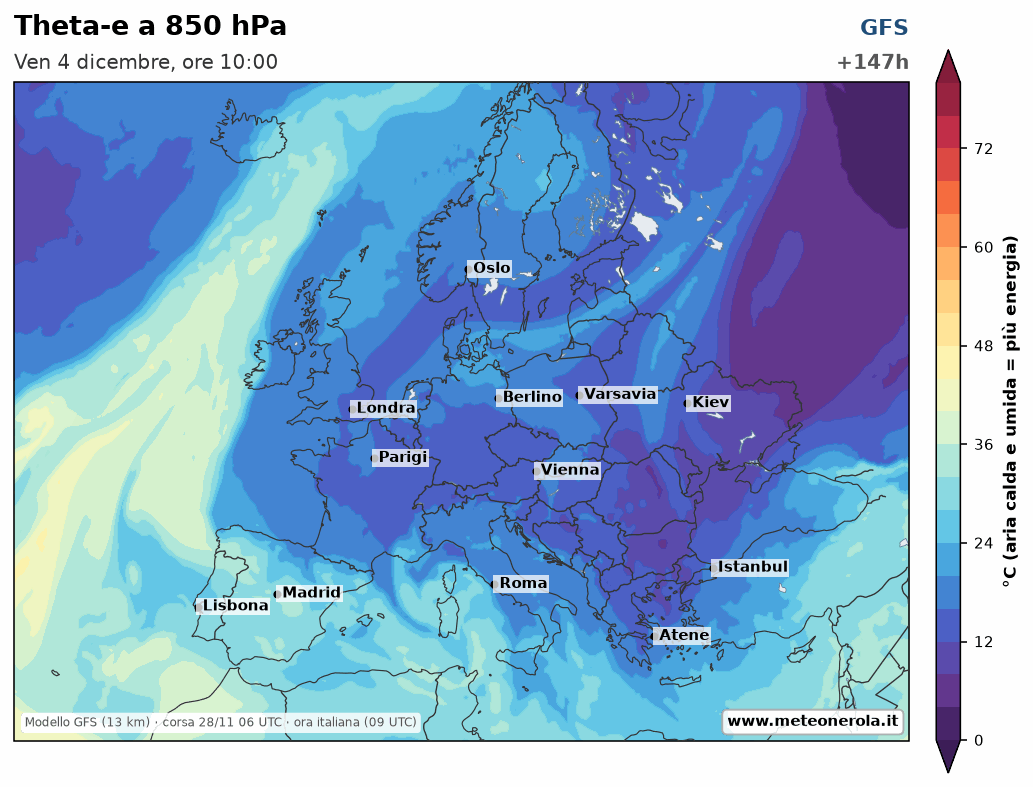 Theta-e a 850 hPa
GFS
Ven 4 dicembre, ore 10:00
+147h
Oslo
Londra
Berlino
Varsavia
Kiev
Parigi
Vienna
Istanbul
Roma
Madrid
Lisbona
Atene
Modello GFS (13 km) · corsa 28/11 06 UTC · ora italiana (09 UTC)
www.meteonerola.it
72
60
48
36
24
12
0
°C (aria calda e umida = più energia)